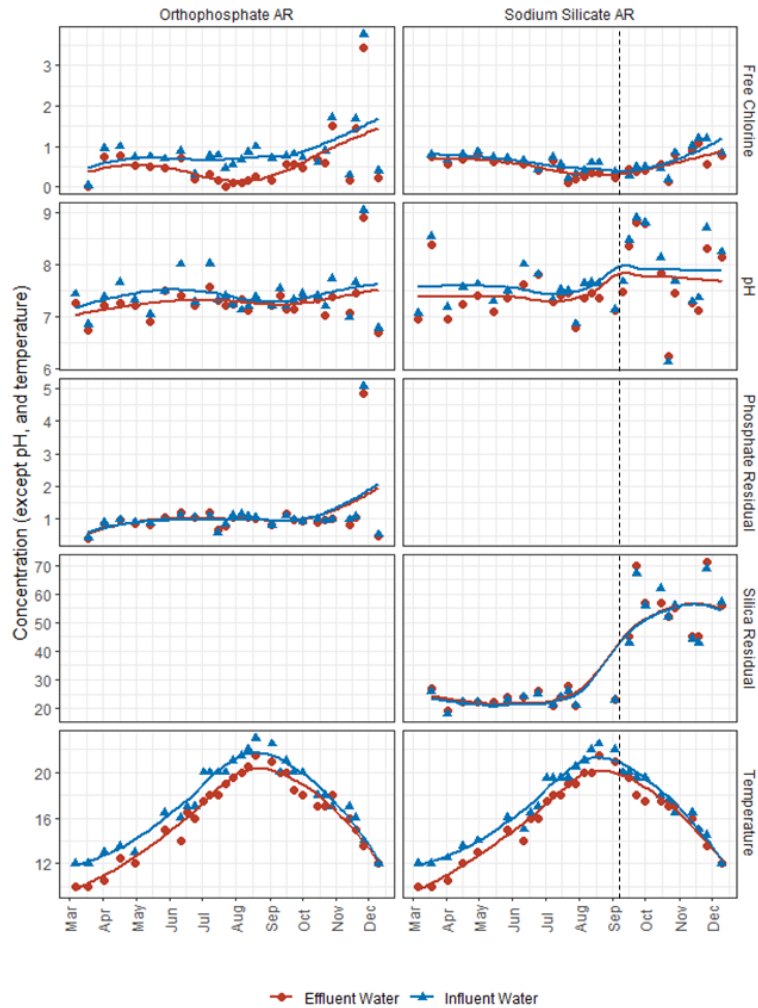 Orthophosphate AR
Sodium Silicate AR
Concentration (except pH, and temperature)
3
2
1
0
Free Chlorine
9
8
7
6
pH
5
4
3
2
1
Phosphate Residual
70
60
50
40
30
20
Silica Residual
20
16
12
Temperature
Mar Apr May Jun Jul Aug Sep Oct Nov Dec
Mar Apr May Jun Jul Aug Sep Oct Nov Dec
Effluent Water Influent Water